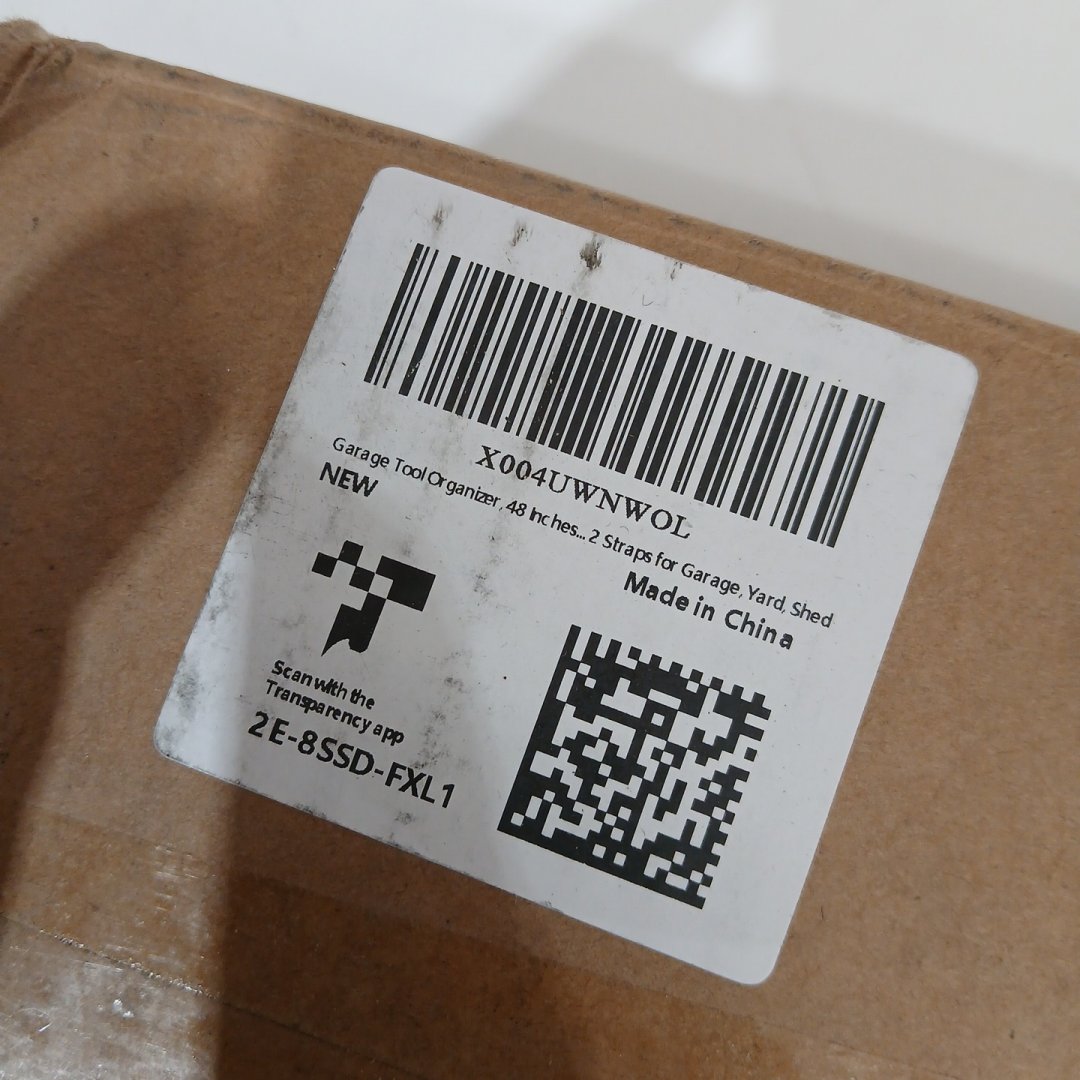 X004UWNWOL
Garage Tool Organizer, 48 Inches... 2 Straps for Garage, Yard, Shed
NEW
Made in China
Scan with the
Transparency app
2E-8SSD-FXL1